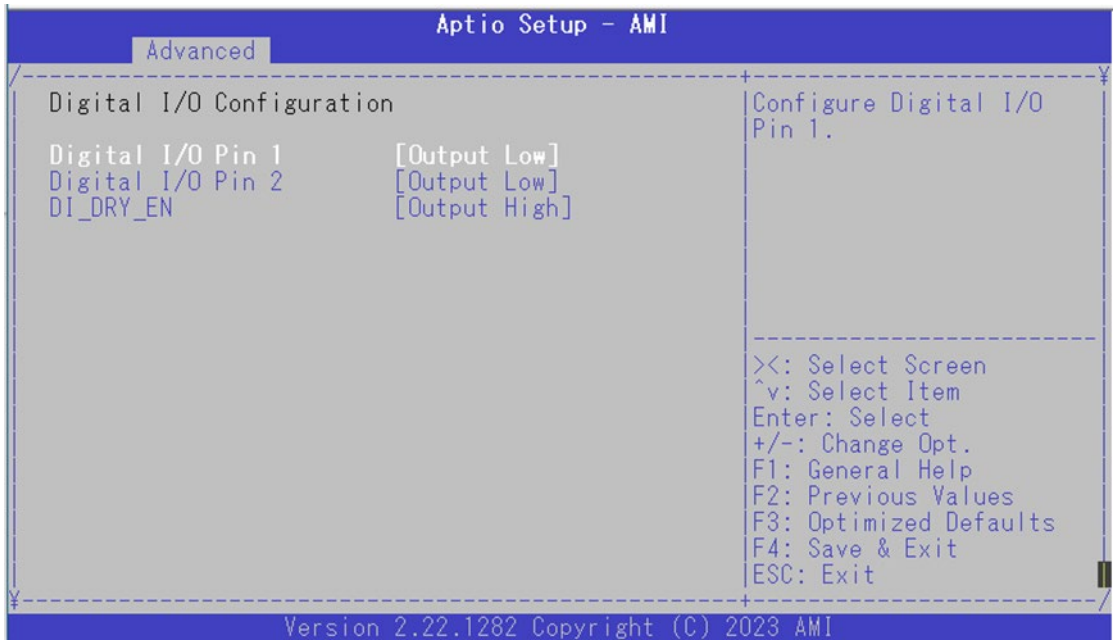 Aptio Setup - AMI
Advanced
Digital I/O Configuration
Digital I/O Pin 1 [Output Low]
Digital I/O Pin 2 [Output Low]
DI_DRY_EN [Output High]
Configure Digital I/O
Pin 1.
><: Select Screen
^v: Select Item
Enter: Select
+/-: Change Opt.
F1: General Help
F2: Previous Values
F3: Optimized Defaults
F4: Save & Exit
ESC: Exit
Version 2.22.1282 Copyright (C) 2023 AMI